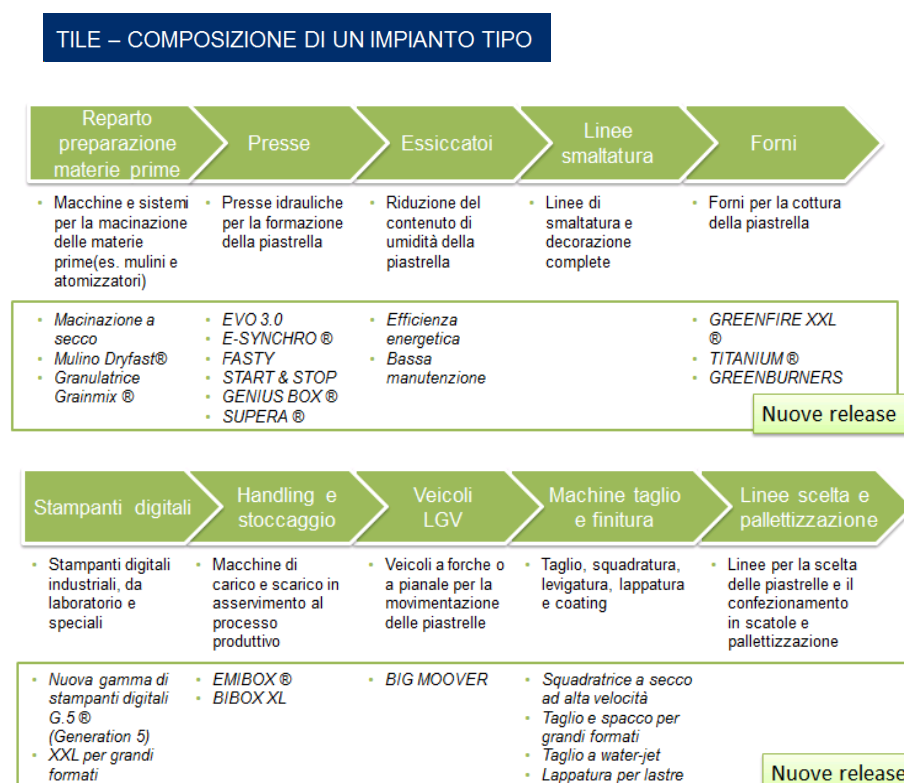 TILE – COMPOSIZIONE DI UN IMPIANTO TIPO
Reparto
preparazione
materie prime
Presse
Essiccatoi
Linee
smaltatura
Forni
• Macchine e sistemi
per la macinazione
delle materie
prime(es. mulini e
atomizzatori)
• Presse idrauliche
per la formazione
della piastrella
• Riduzione del
contenuto di
umidità della
piastrella
• Linee di
smaltatura e
decorazione
complete
• Forni per la cottura
della piastrella
• Macinazione a
secco
• Mulino Dryfast®
• Granulatrice
Grainmix ®
• EVO 3.0
• E-SYNCHRO ®
• FASTY
• START & STOP
• GENIUS BOX ®
• SUPERA ®
• Efficienza
energetica
• Bassa
manutenzione
• GREENFIRE XXL
®
• TITANIUM ®
• GREENBURNERS
Nuove release
Stampanti digitali
Handling e
stoccaggio
Veicoli
LGV
Machine taglio
e finitura
Linee scelta e
pallettizzazione
• Stampanti digitali
industriali, da
laboratorio e
speciali
• Macchine di
carico e scarico in
asservimento al
processo
produttivo
• Veicoli a forche o
a pianale per la
movimentazione
delle piastrelle
• Taglio, squadratura,
levigatura, lappatura
e coating
• Linee per la scelta
delle piastrelle e il
confezionamento
in scatole e
pallettizzazione
• Nuova gamma di
stampanti digitali
G.5 ®
(Generation 5)
• XXL per grandi
formati
• EMIBOX ®
• BIBOX XL
• BIG MOOVER
• Squadratrice a secco
ad alta velocità
• Taglio e spacco per
grandi formati
• Taglio a water-jet
• Lappatura per lastre
Nuove release